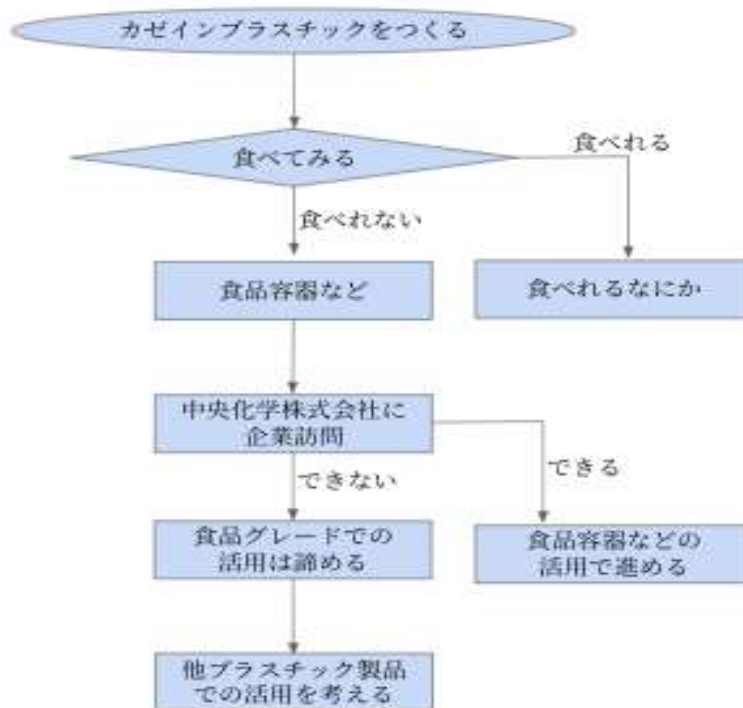 カゼインプラスチックをつくる
食べてみる
食べれる
食べれない
食品容器など
食べれるなにか
中央化学株式会社に
企業訪問
できない
できる
食品グレードでの
活用は諦める
食品容器などの
活用で進める
他プラスチック製品
での活用を考える